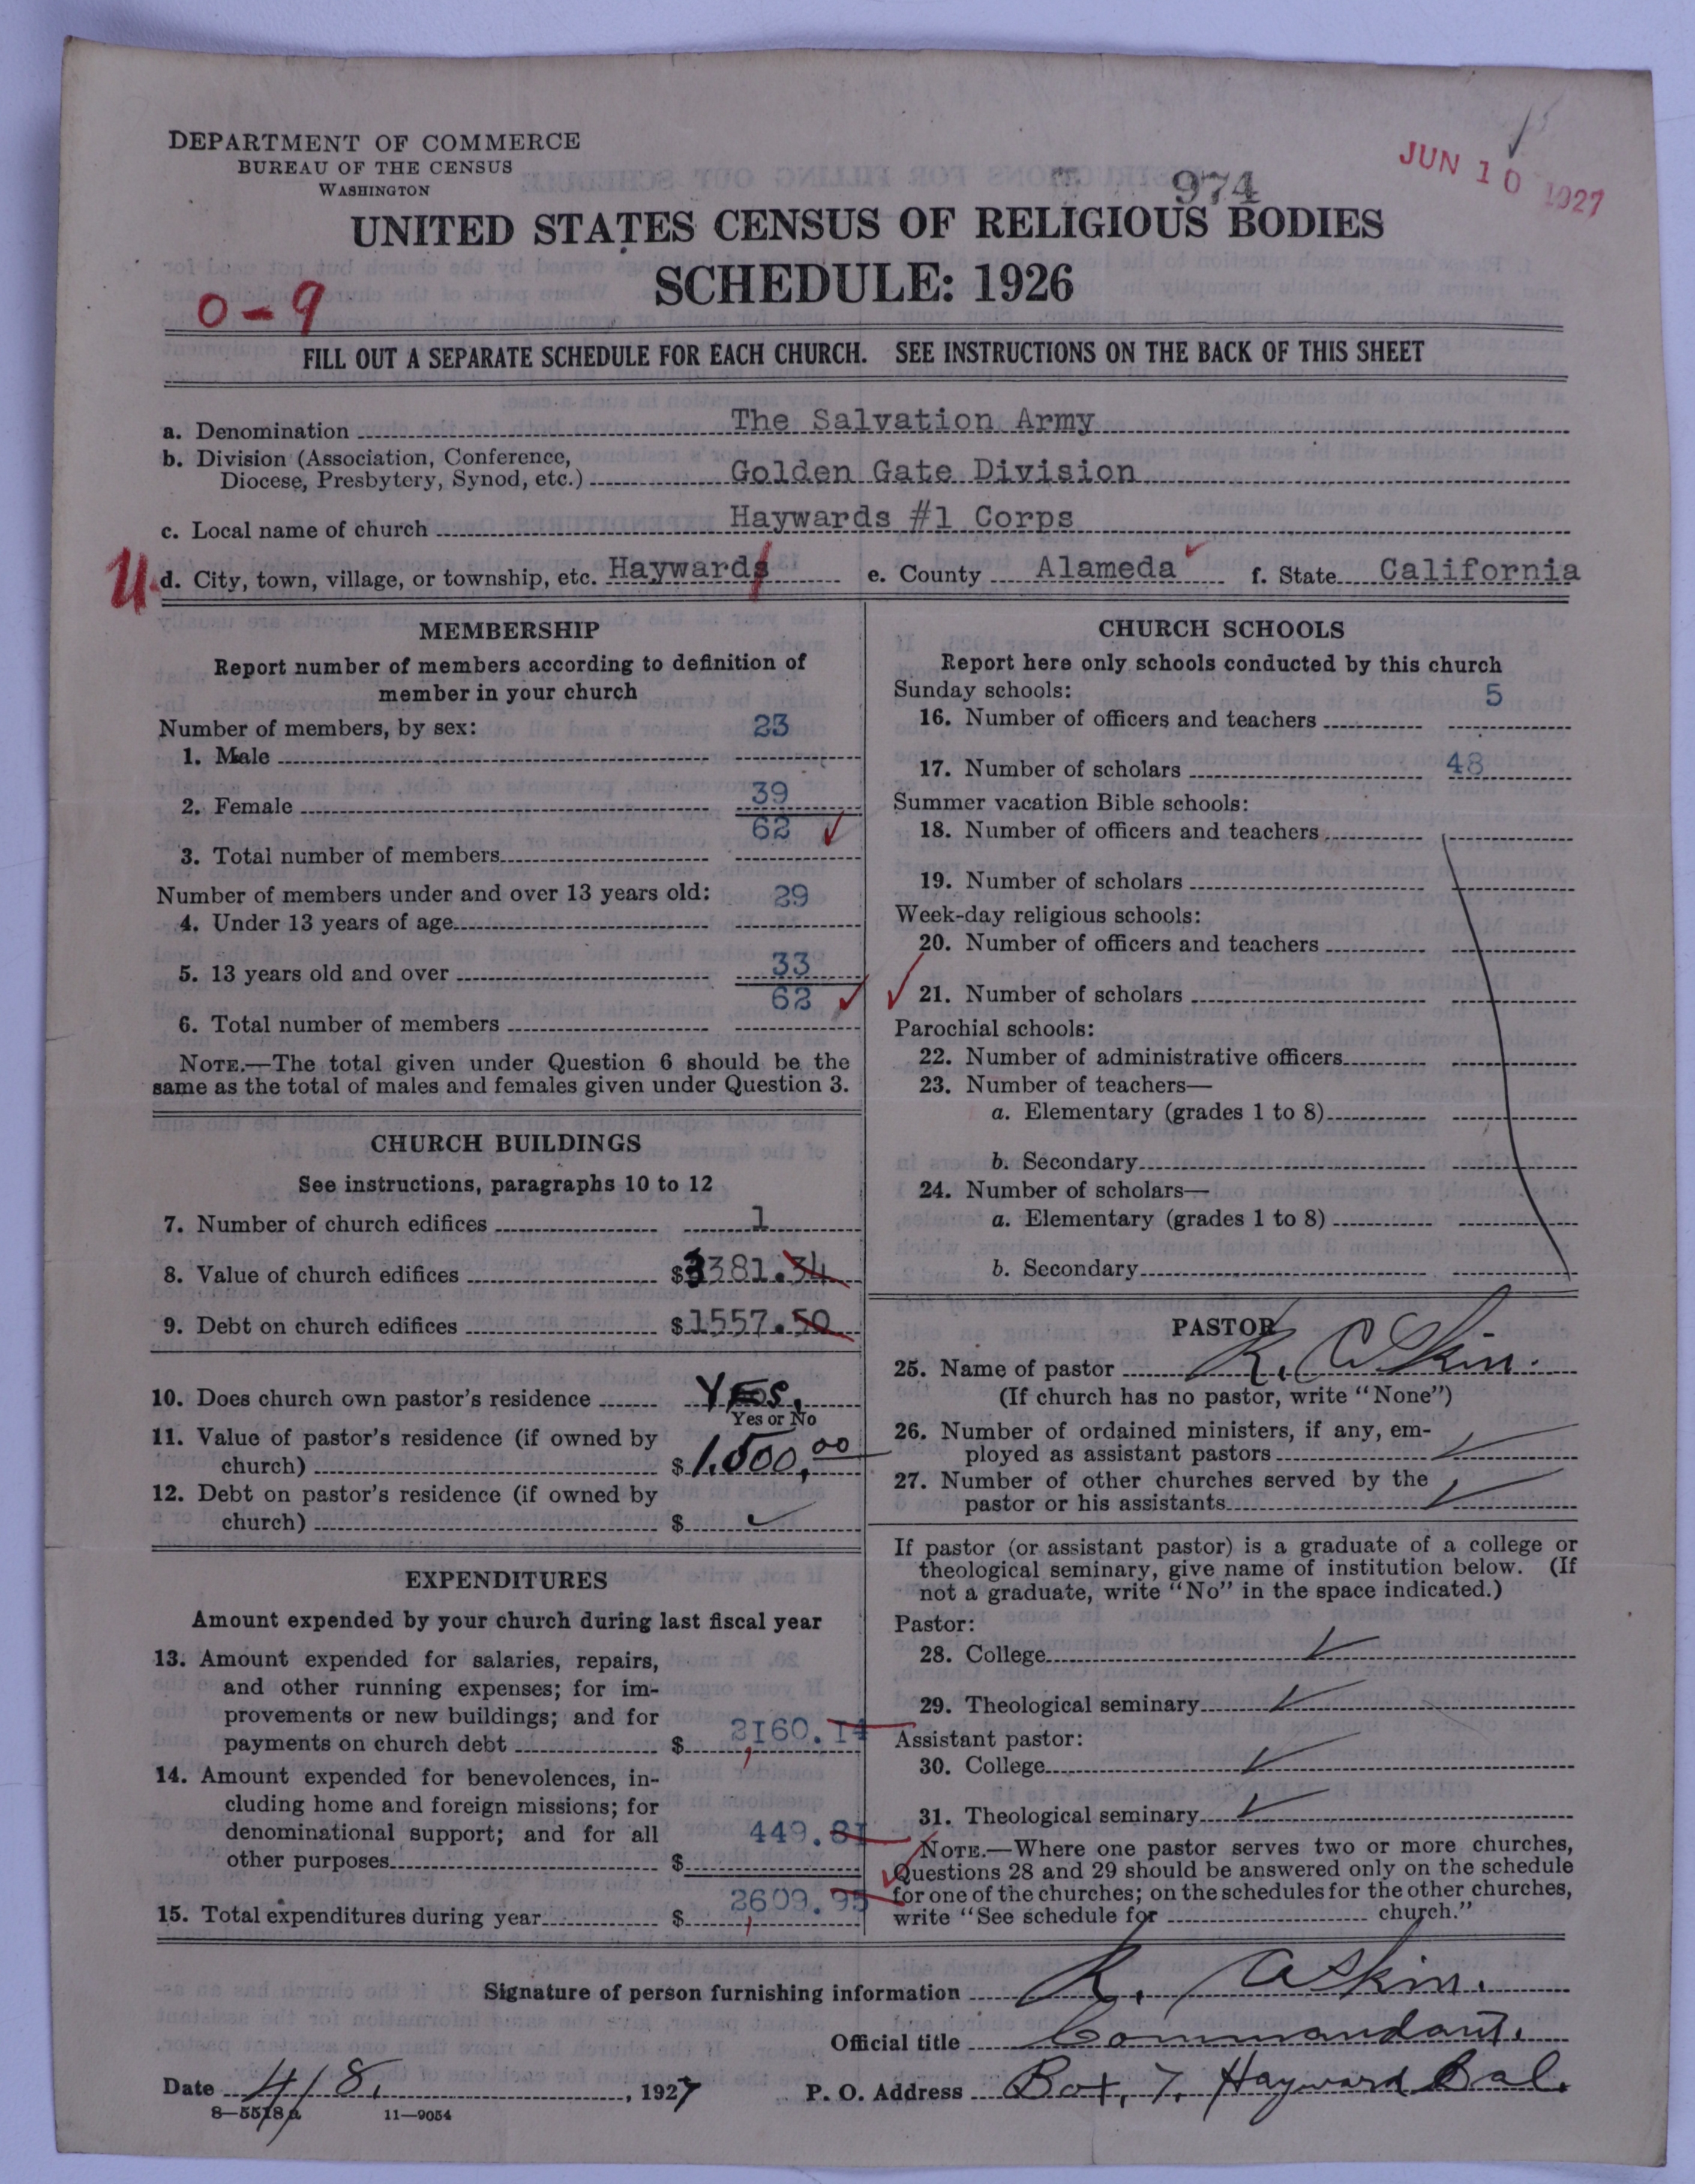 DEPARTMENT OF COMMERCE
BUREAU OF THE CENSUS
WASHINGTON
974
JUN 10 1927
UNITED STATES CENSUS OF RELIGIOUS BODIES
SCHEDULE: 1926
0-9
FILL OUT A SEPARATE SCHEDULE FOR EACH CHURCH. SEE INSTRUCTIONS ON THE BACK OF THIS SHEET
a. Denomination The Salvation Army
b. Division (Association, Conference,
Diocese, Presbytery, Synod, etc.) Golden Gate Division
c. Local name of church Haywards #1 Corps
U d. City, town, village, or township, etc. Haywards e. County Alameda f. State California
MEMBERSHIP
Report number of members according to definition of
member in your church
Number of members, by sex:
1. Male 23
2. Female 39
3. Total number of members 62
Number of members under and over 13 years old:
4. Under 13 years of age 29
5. 13 years old and over 33
6. Total number of members 62
NOTE.—The total given under Question 6 should be the
same as the total of males and females given under Question 3.
CHURCH BUILDINGS
See instructions, paragraphs 10 to 12
7. Number of church edifices 1
8. Value of church edifices $3381.34
9. Debt on church edifices $1557.50
10. Does church own pastor's residence Yes.
Yes or No
11. Value of pastor's residence (if owned by
church) $1,500.00
12. Debt on pastor's residence (if owned by
church) $
EXPENDITURES
Amount expended by your church during last fiscal year
13. Amount expended for salaries, repairs,
and other running expenses; for im-
provements or new buildings; and for
payments on church debt $ 2160.14
14. Amount expended for benevolences, in-
cluding home and foreign missions; for
denominational support; and for all
other purposes $ 449.81
15. Total expenditures during year $ 2609.95
CHURCH SCHOOLS
Report here only schools conducted by this church
Sunday schools:
16. Number of officers and teachers 5
17. Number of scholars 48
Summer vacation Bible schools:
18. Number of officers and teachers
19. Number of scholars
Week-day religious schools:
20. Number of officers and teachers
21. Number of scholars
Parochial schools:
22. Number of administrative officers
23. Number of teachers—
a. Elementary (grades 1 to 8)
b. Secondary
24. Number of scholars—
a. Elementary (grades 1 to 8)
b. Secondary
PASTOR
25. Name of pastor R. Askin.
(If church has no pastor, write "None")
26. Number of ordained ministers, if any, em-
ployed as assistant pastors
27. Number of other churches served by the
pastor or his assistants
If pastor (or assistant pastor) is a graduate of a college or
theological seminary, give name of institution below. (If
not a graduate, write "No" in the space indicated.)
Pastor:
28. College
29. Theological seminary
Assistant pastor:
30. College
31. Theological seminary
NOTE.—Where one pastor serves two or more churches,
Questions 28 and 29 should be answered only on the schedule
for one of the churches; on the schedules for the other churches,
write "See schedule for church."
Signature of person furnishing information R. Askin.
Official title Commandant.
Date 4/8, 1927 P. O. Address Box, 7. Hayward Cal.
8—5518a 11—9054